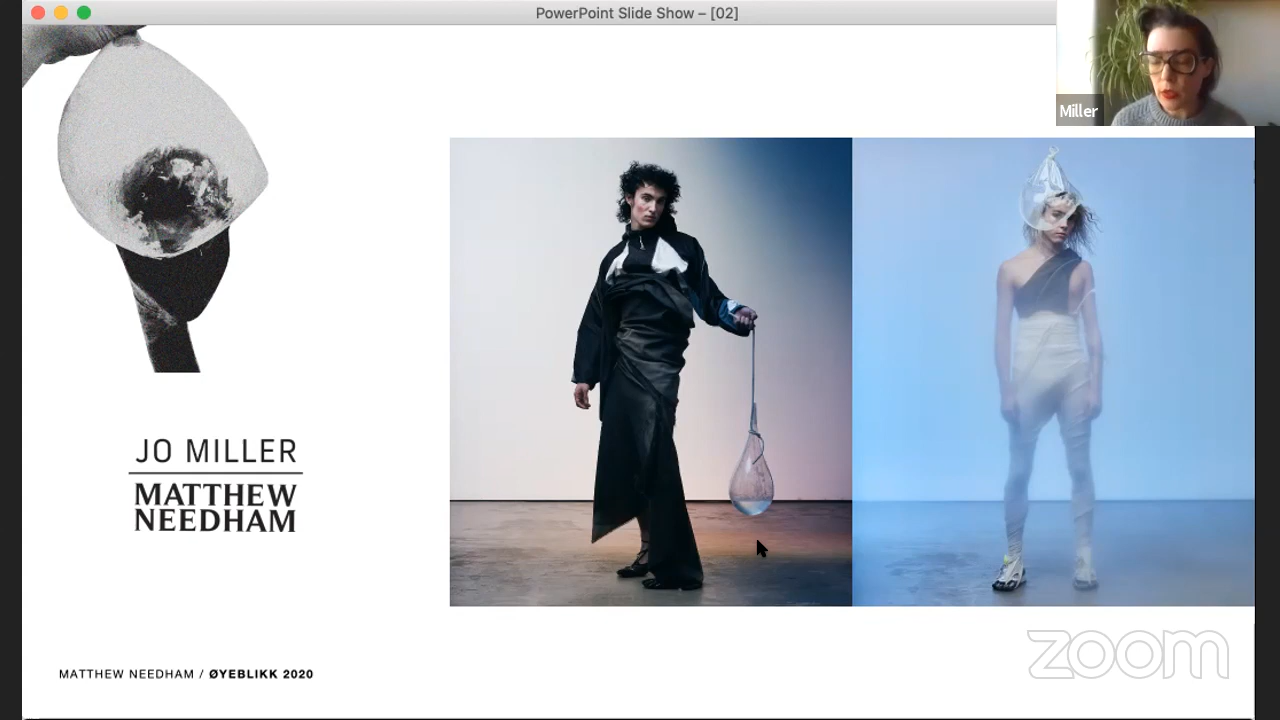 PowerPoint Slide Show – [02]
Miller
JO MILLER
MATTHEW
NEEDHAM
MATTHEW NEEDHAM / ØYEBLIKK 2020
zoom